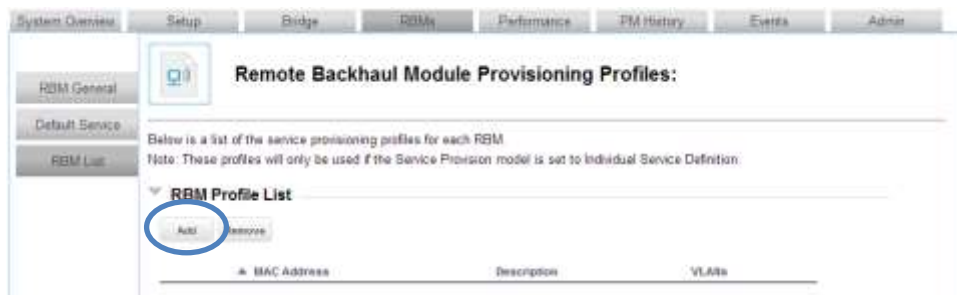 System Overview Setup Bridge RBMs Performance PM History Events Admin
Remote Backhaul Module Provisioning Profiles:
RBM General
Default Service
RBM List
Below is a list of the service provisioning profiles for each RBM
Note: These profiles will only be used if the Service Provision model is set to Individual Service Definition
RBM Profile List
Add Remove
MAC Address Description VLANs